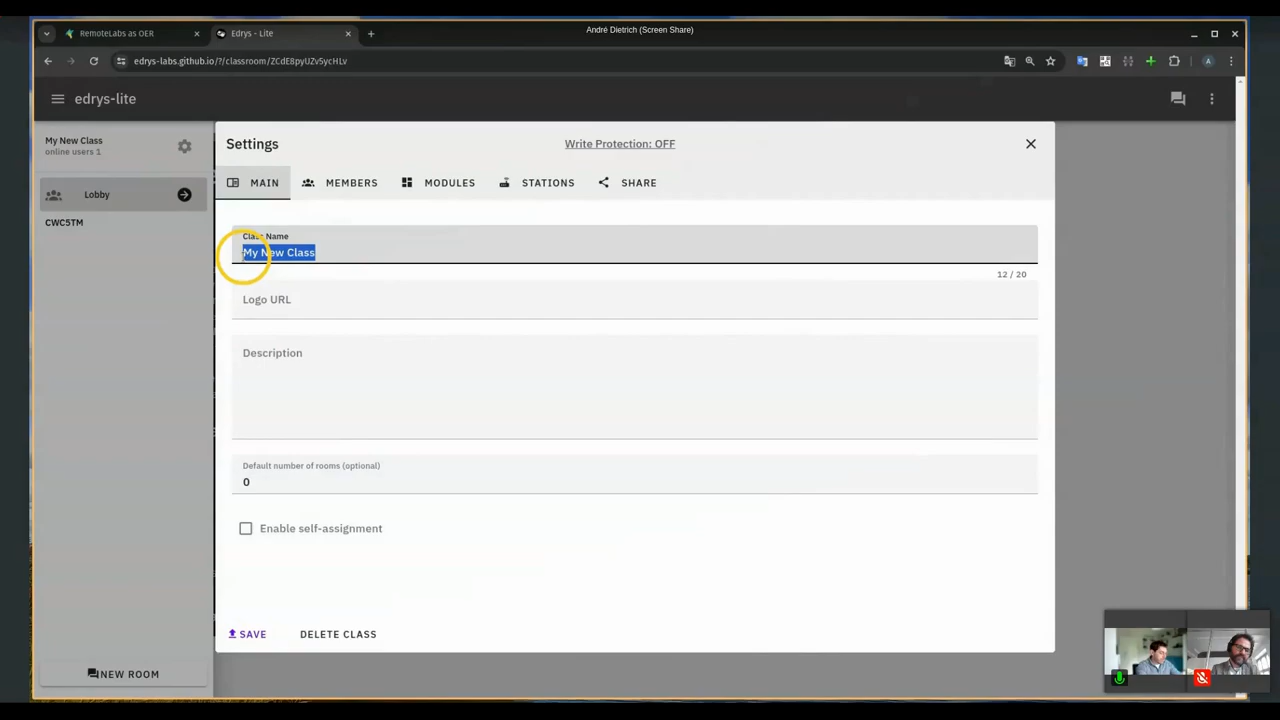 André Dietrich (Screen Share)
RemoteLabs as OER
Edrys - Lite
edrys-labs.github.io/?/classroom/ZCdE8pyUZv5ycHLv
A
edrys-lite
My New Class
online users 1
Lobby
CWC5TM
NEW ROOM
Settings
Write Protection: OFF
MAIN
MEMBERS
MODULES
STATIONS
SHARE
Class Name
My New Class
12 / 20
Logo URL
Description
Default number of rooms (optional)
0
Enable self-assignment
SAVE
DELETE CLASS